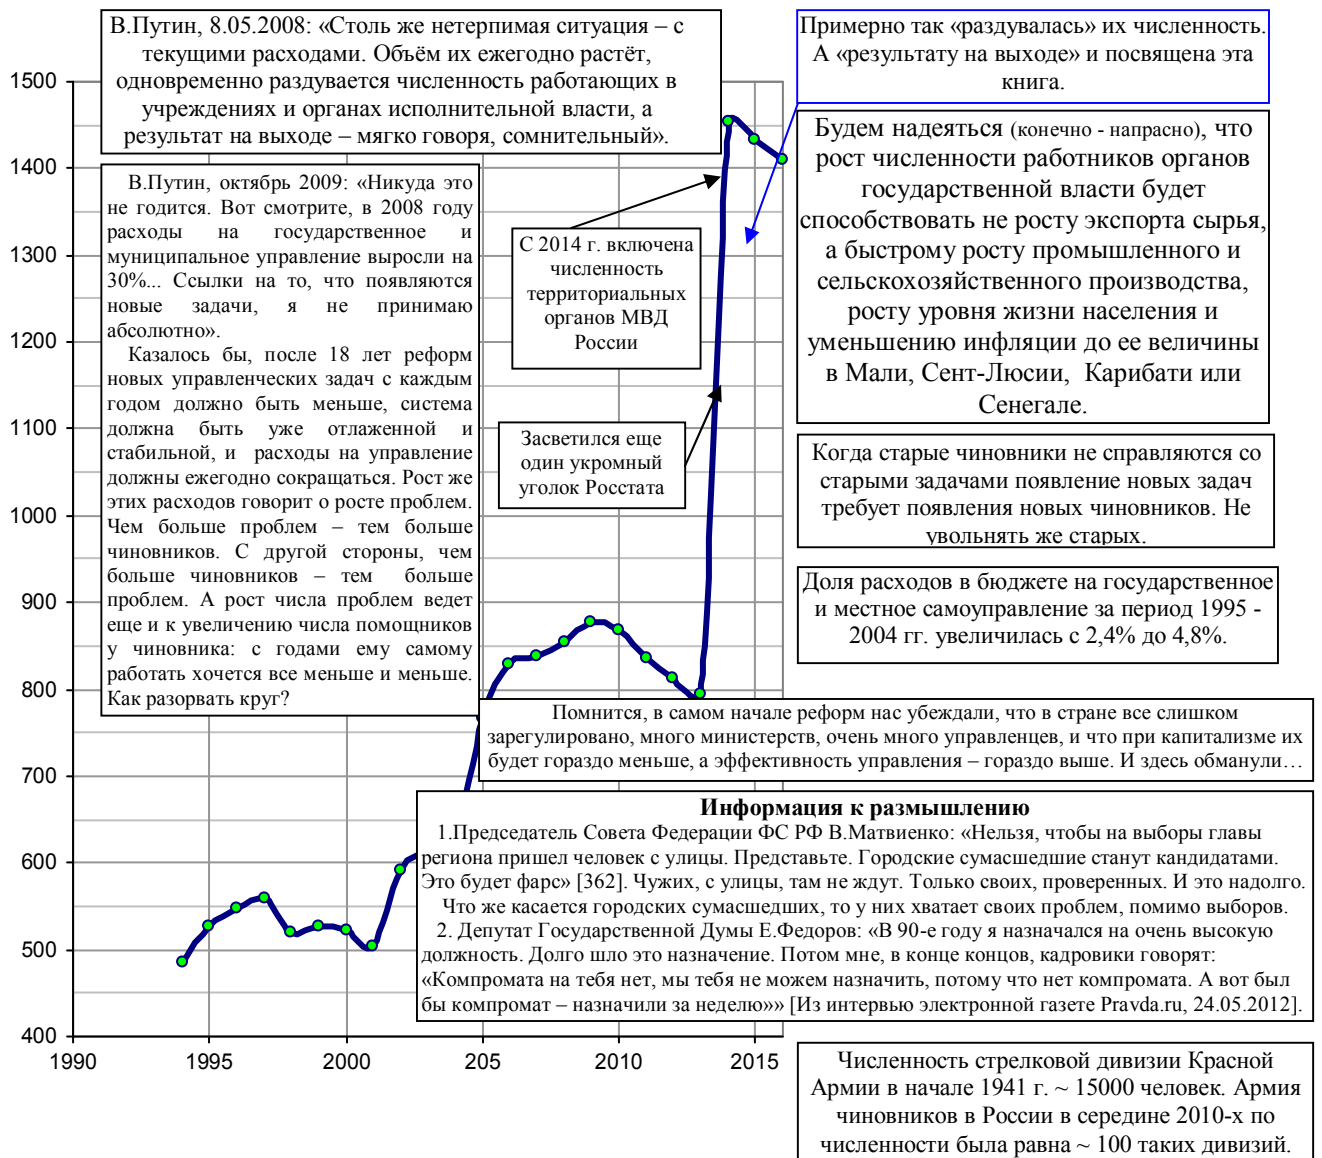 В.Путин, 8.05.2008: «Столь же нетерпимая ситуация – с
текущими расходами. Объём их ежегодно растёт,
одновременно раздувается численность работающих в
учреждениях и органах исполнительной власти, а
результат на выходе – мягко говоря, сомнительный».
Примерно так «раздувалась» их численность.
А «результату на выходе» и посвящена эта
книга.
Будем надеяться (конечно - напрасно), что
рост численности работников органов
государственной власти будет
способствовать не росту экспорта сырья,
а быстрому росту промышленного и
сельскохозяйственного производства,
росту уровня жизни населения и
уменьшению инфляции до ее величины
в Мали, Сент-Люсии, Карибати или
Сенегале.
В.Путин, октябрь 2009: «Никуда это
не годится. Вот смотрите, в 2008 году
расходы на государственное и
муниципальное управление выросли на
30%... Ссылки на то, что появляются
новые задачи, я не принимаю
абсолютно».
Казалось бы, после 18 лет реформ
новых управленческих задач с каждым
годом должно быть меньше, система
должна быть уже отлаженной и
стабильной, и расходы на управление
должны ежегодно сокращаться. Рост же
этих расходов говорит о росте проблем.
Чем больше проблем – тем больше
чиновников. С другой стороны, чем
больше чиновников – тем больше
проблем. А рост числа проблем ведет
еще и к увеличению числа помощников
у чиновника: с годами ему самому
работать хочется все меньше и меньше.
Как разорвать круг?
С 2014 г. включена
численность
территориальных
органов МВД
России
Засветился еще
один укромный
уголок Росстата
Когда старые чиновники не справляются со
старыми задачами появление новых задач
требует появления новых чиновников. Не
увольнять же старых.
Доля расходов в бюджете на государственное
и местное самоуправление за период 1995 -
2004 гг. увеличилась с 2,4% до 4,8%.
Помнится, в самом начале реформ нас убеждали, что в стране все слишком
зарегулировано, много министерств, очень много управленцев, и что при капитализме их
будет гораздо меньше, а эффективность управления – гораздо выше. И здесь обманули…
Информация к размышлению
1.Председатель Совета Федерации ФС РФ В.Матвиенко: «Нельзя, чтобы на выборы главы
региона пришел человек с улицы. Представьте. Городские сумасшедшие станут кандидатами.
Это будет фарс» [362]. Чужих, с улицы, там не ждут. Только своих, проверенных. И это надолго.
Что же касается городских сумасшедших, то у них хватает своих проблем, помимо выборов.
2. Депутат Государственной Думы Е.Федоров: «В 90-е году я назначался на очень высокую
должность. Долго шло это назначение. Потом мне, в конце концов, кадровики говорят:
«Компромата на тебя нет, мы тебя не можем назначить, потому что нет компромата. А вот был
бы компромат – назначили за неделю»» [Из интервью электронной газете Pravda.ru, 24.05.2012].
1500
1400
1300
1200
1100
1000
900
800
700
600
500
400
1990
1995
2000
205
2010
2015
Численность стрелковой дивизии Красной
Армии в начале 1941 г. ~ 15000 человек. Армия
чиновников в России в середине 2010-х по
численности была равна ~ 100 таких дивизий.